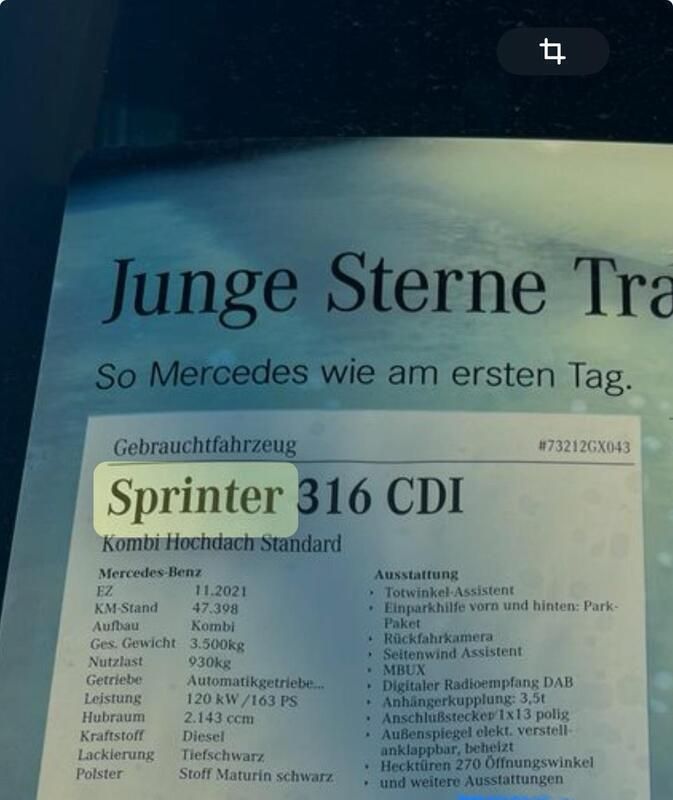 Junge Sterne Tra
So Mercedes wie am ersten Tag.
Gebrauchtfahrzeug #73212GX043
Sprinter 316 CDI
Kombi Hochdach Standard
Mercedes-Benz
EZ 11.2021
KM-Stand 47.398
Aufbau Kombi
Ges. Gewicht 3.500kg
Nutzlast 930kg
Getriebe Automatikgetriebe...
Leistung 120 kW/163 PS
Hubraum 2.143 ccm
Kraftstoff Diesel
Lackierung Tiefschwarz
Polster Stoff Maturin schwarz
Ausstattung
• Totwinkel-Assistent
• Einparkhilfe vorn und hinten: Park-
Paket
• Rückfahrkamera
• Seitenwind Assistent
• MBUX
• Digitaler Radioempfang DAB
• Anhängerkupplung: 3,5t
• Anschlußstecker 1x13 polig
• Außenspiegel elekt. verstell-
anklappbar, beheizt
• Hecktüren 270 Öffnungswinkel
• und weitere Ausstattungen